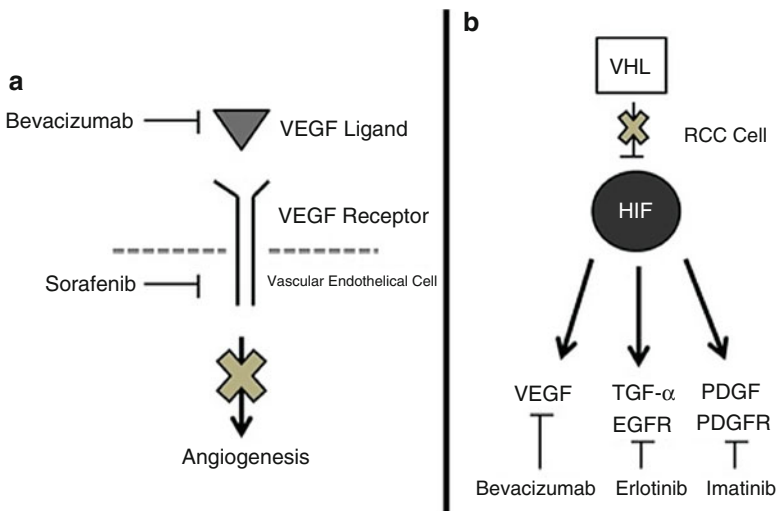 a
Bevacizumab
VEGF Ligand
VEGF Receptor
Sorafenib
Vascular Endothelical Cell
Angiogenesis
b
VHL
RCC Cell
HIF
VEGF
TGF-α
EGFR
PDGF
PDGFR
Bevacizumab
Erlotinib
Imatinib